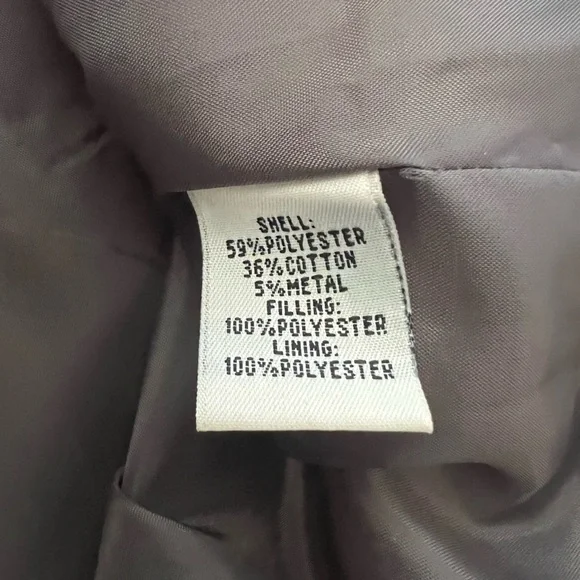 SHELL:
59%POLYESTER
36%COTTON
5%METAL
FILLING:
100%POLYESTER
LINING:
100%POLYESTER